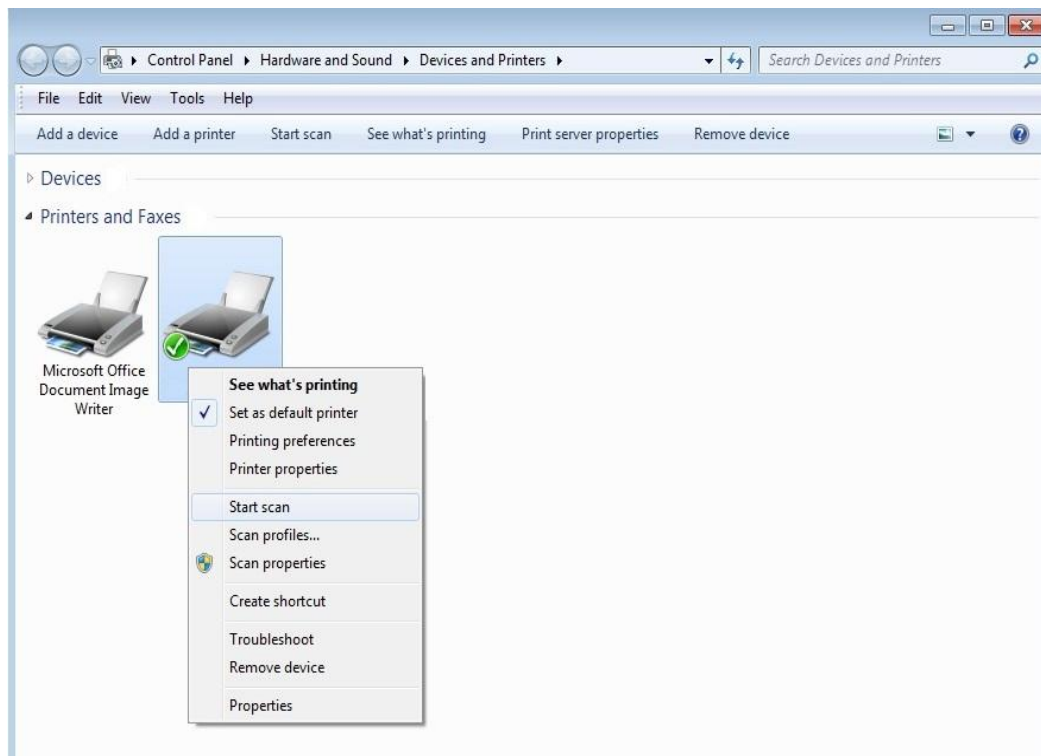 Control Panel Hardware and Sound Devices and Printers Search Devices and Printers
File Edit View Tools Help
Add a device Add a printer Start scan See what's printing Print server properties Remove device
Devices
Printers and Faxes
Microsoft Office
Document Image
Writer
See what's printing
Set as default printer
Printing preferences
Printer properties
Start scan
Scan profiles...
Scan properties
Create shortcut
Troubleshoot
Remove device
Properties